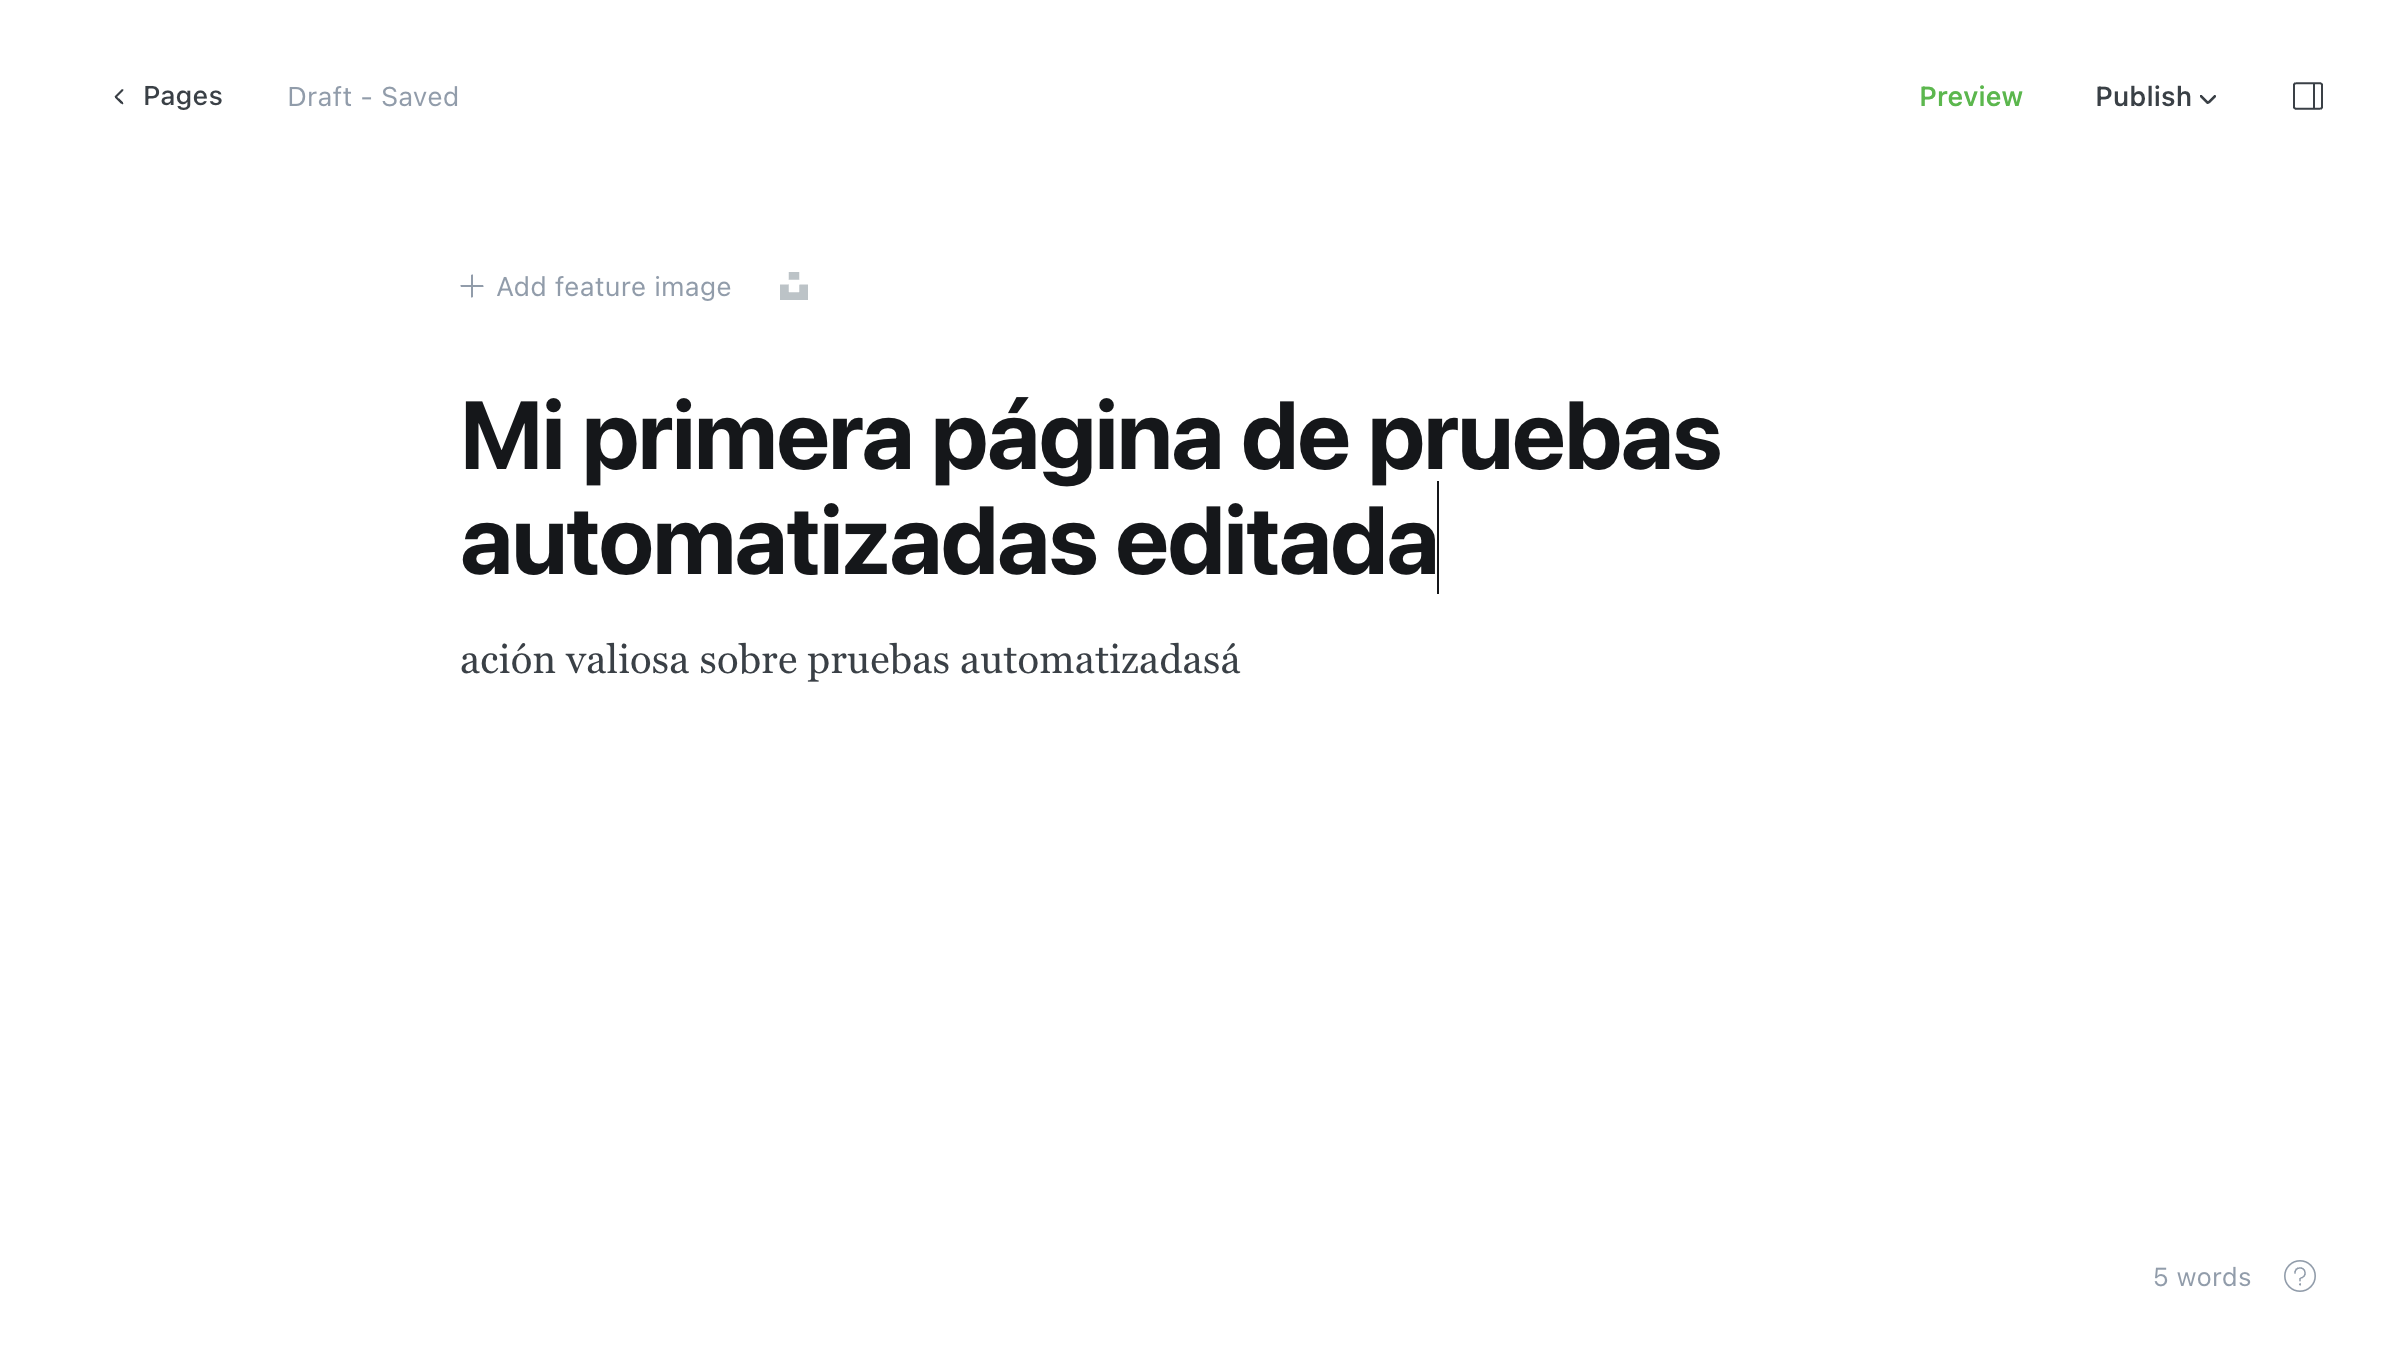 Pages
Draft - Saved
Preview
Publish
Add feature image
Mi primera página de pruebas
automatizadas editada
ación valiosa sobre pruebas automatizadasá
5 words
?